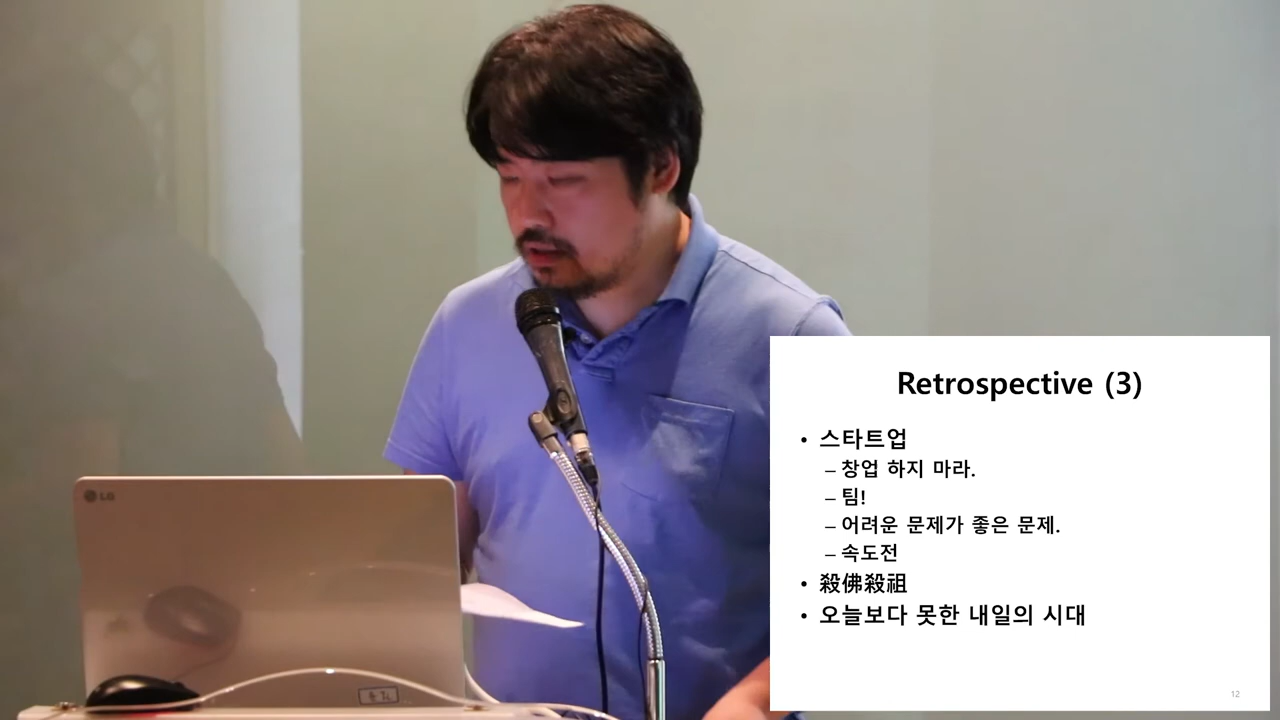 LG
Retrospective (3)
• 스타트업
– 창업 하지 마라.
– 팀!
– 어려운 문제가 좋은 문제.
– 속도전
• 殺佛殺祖
• 오늘보다 못한 내일의 시대
12